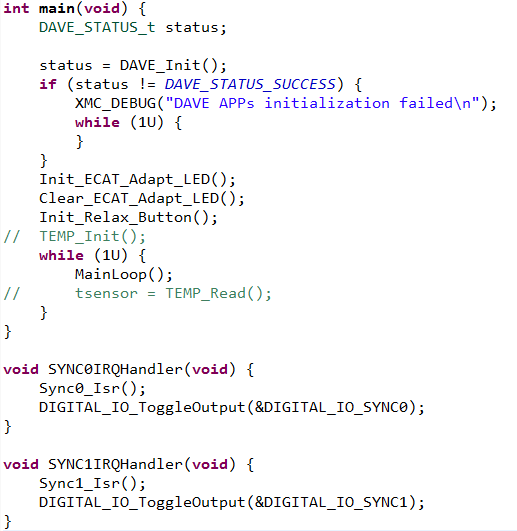 int main(void) {
    DAVE_STATUS_t status;

    status = DAVE_Init();
    if (status != DAVE_STATUS_SUCCESS) {
        XMC_DEBUG("DAVE APPs initialization failed\n");
        while (1U) {
        }
    }
    Init_ECAT_Adapt_LED();
    Clear_ECAT_Adapt_LED();
    Init_Relax_Button();
//  TEMP_Init();
    while (1U) {
        MainLoop();
//      tsensor = TEMP_Read();
    }
}

void SYNC0IRQHandler(void) {
    Sync0_Isr();
    DIGITAL_IO_ToggleOutput(&DIGITAL_IO_SYNC0);
}

void SYNC1IRQHandler(void) {
    Sync1_Isr();
    DIGITAL_IO_ToggleOutput(&DIGITAL_IO_SYNC1);
}